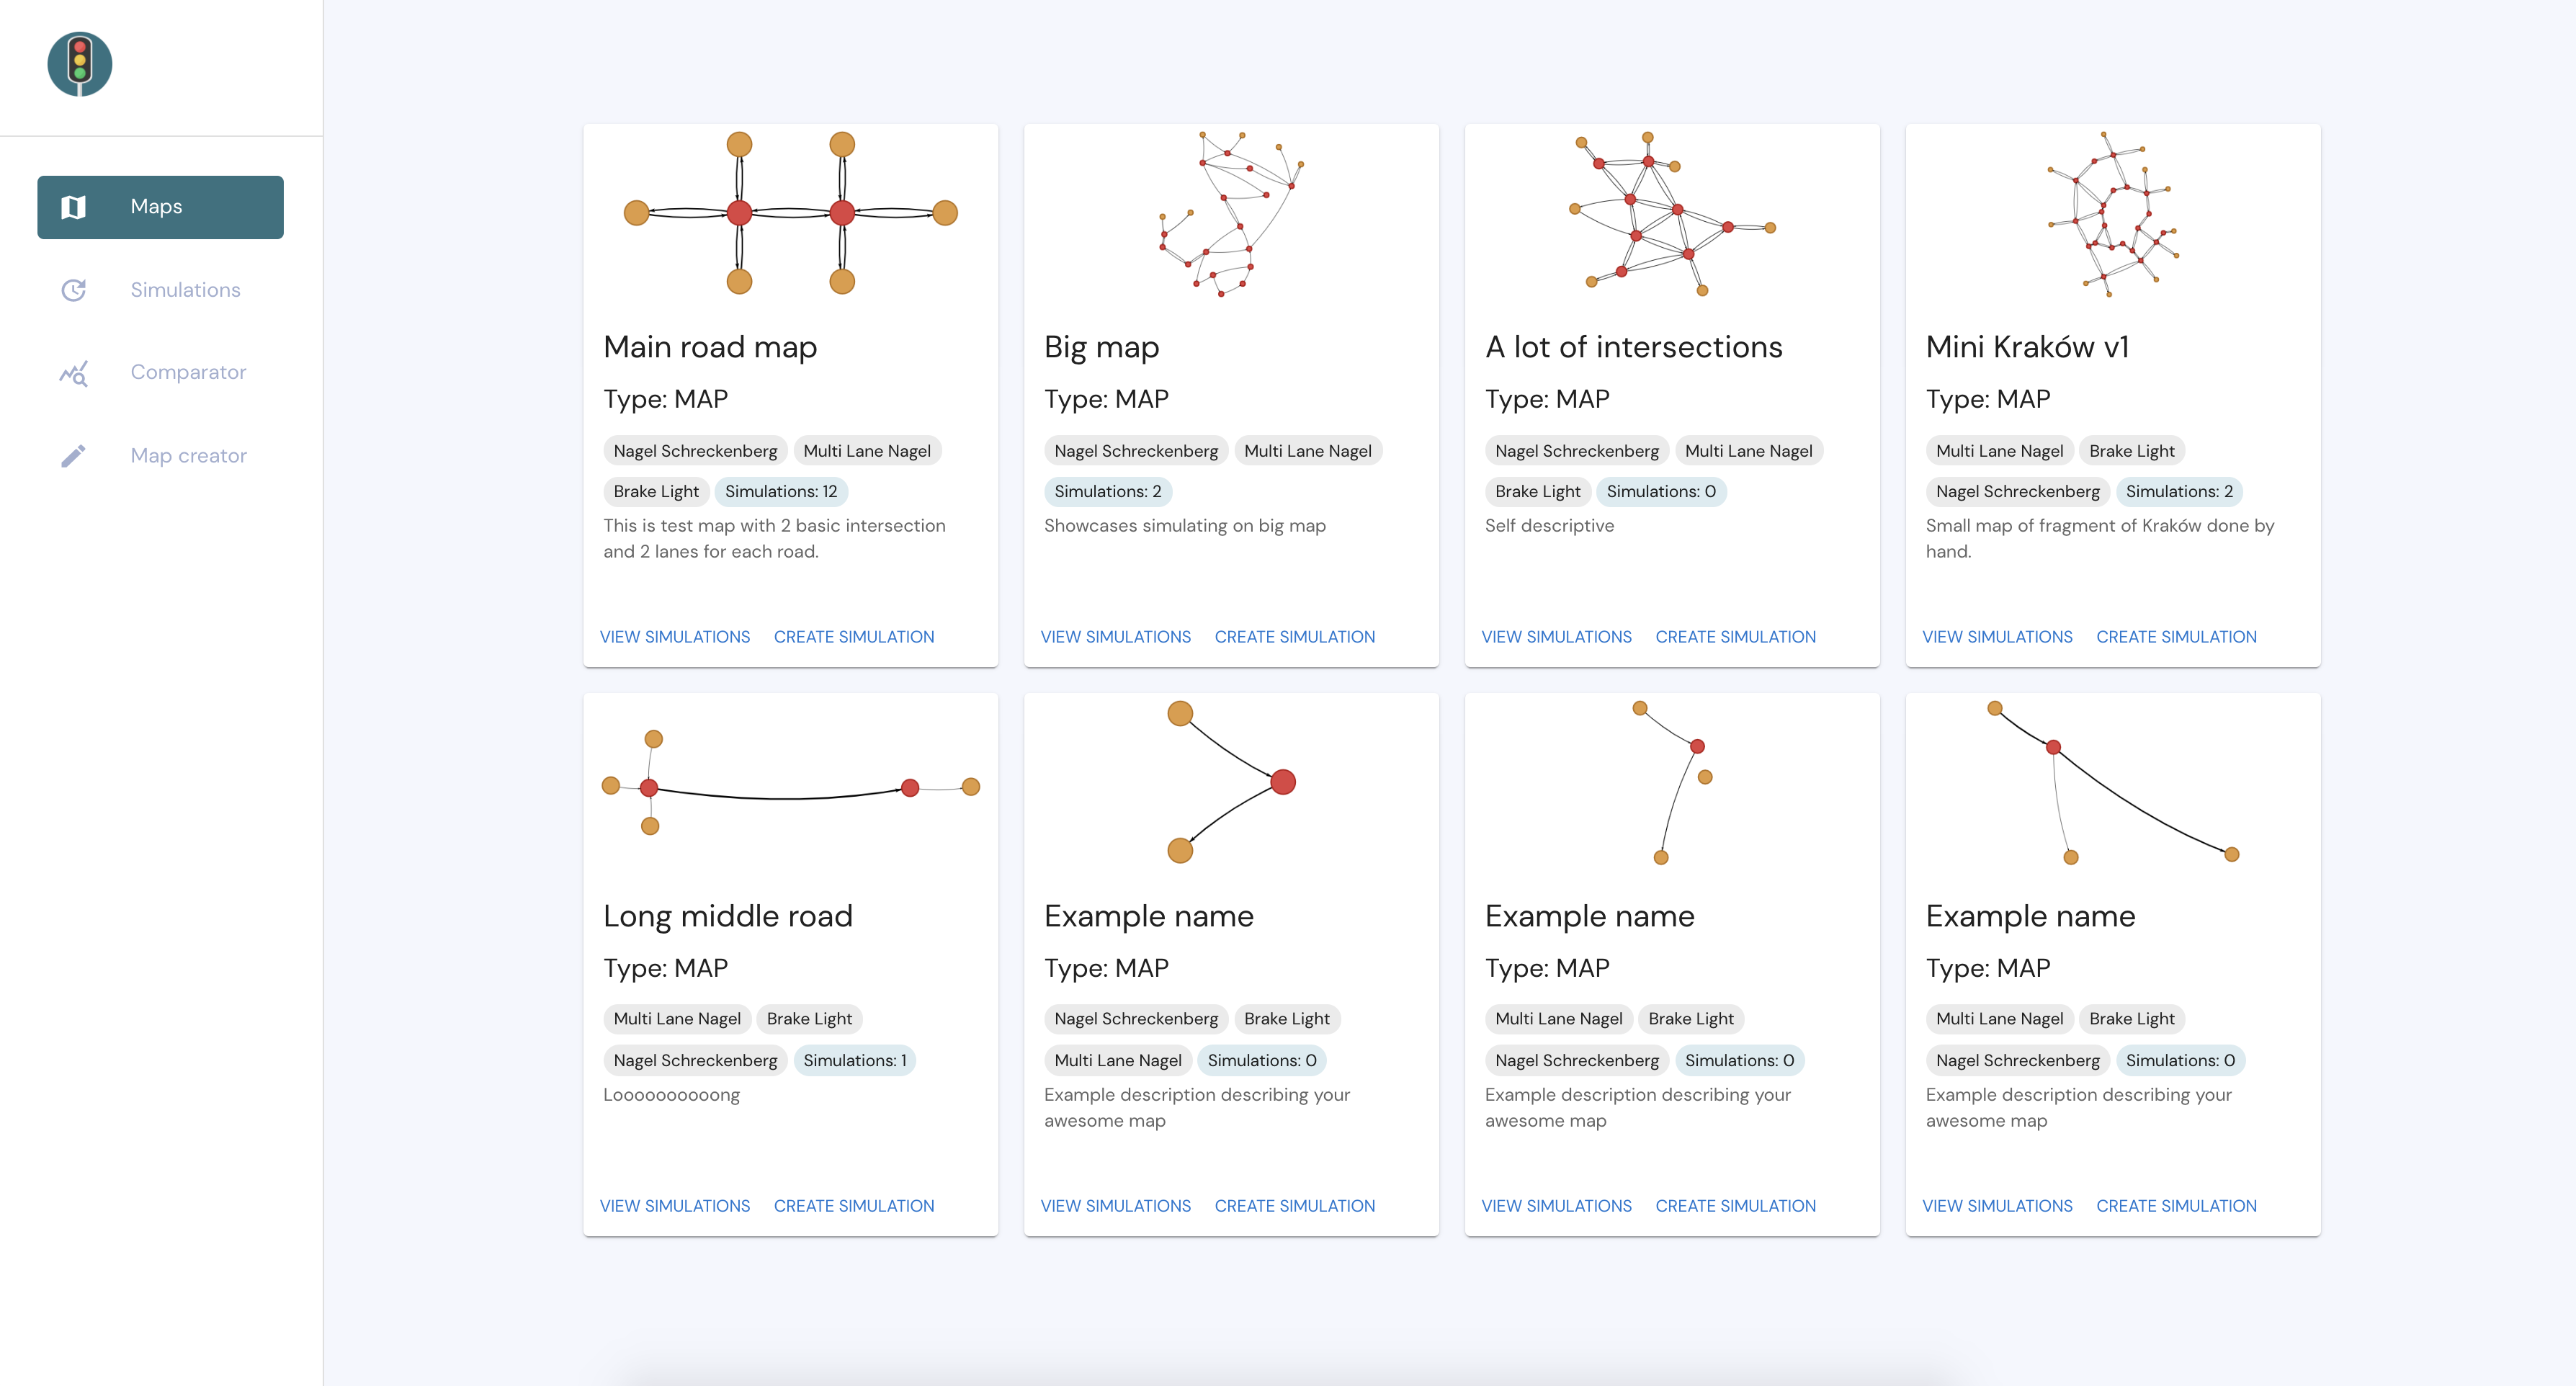 Maps
Simulations
Comparator
Map creator
Main road map
Type: MAP
Nagel Schreckenberg Multi Lane Nagel
Brake Light Simulations: 12
This is test map with 2 basic intersection
and 2 lanes for each road.
VIEW SIMULATIONS CREATE SIMULATION
Big map
Type: MAP
Nagel Schreckenberg Multi Lane Nagel
Simulations: 2
Showcases simulating on big map
VIEW SIMULATIONS CREATE SIMULATION
A lot of intersections
Type: MAP
Nagel Schreckenberg Multi Lane Nagel
Brake Light Simulations: 0
Self descriptive
VIEW SIMULATIONS CREATE SIMULATION
Mini Kraków v1
Type: MAP
Multi Lane Nagel Brake Light
Nagel Schreckenberg Simulations: 2
Small map of fragment of Kraków done by
hand.
VIEW SIMULATIONS CREATE SIMULATION
Long middle road
Type: MAP
Multi Lane Nagel Brake Light
Nagel Schreckenberg Simulations: 1
Loooooooooong
VIEW SIMULATIONS CREATE SIMULATION
Example name
Type: MAP
Nagel Schreckenberg Brake Light
Multi Lane Nagel Simulations: 0
Example description describing your
awesome map
VIEW SIMULATIONS CREATE SIMULATION
Example name
Type: MAP
Multi Lane Nagel Brake Light
Nagel Schreckenberg Simulations: 0
Example description describing your
awesome map
VIEW SIMULATIONS CREATE SIMULATION
Example name
Type: MAP
Multi Lane Nagel Brake Light
Nagel Schreckenberg Simulations: 0
Example description describing your
awesome map
VIEW SIMULATIONS CREATE SIMULATION